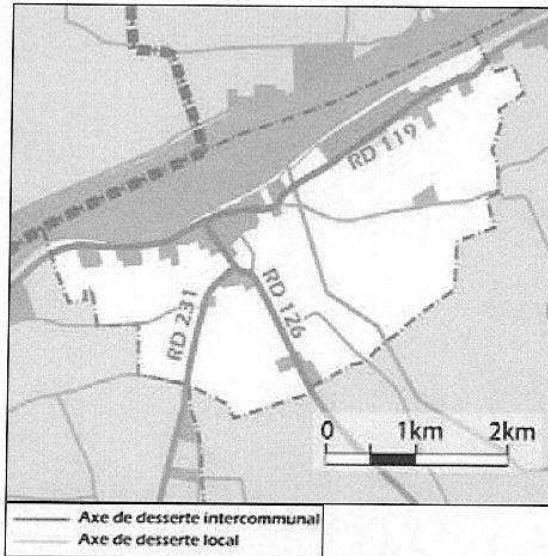 RD 119
RD 231
RD 126
0 1km 2km
Axe de desserte intercommunal
Axe de desserte local